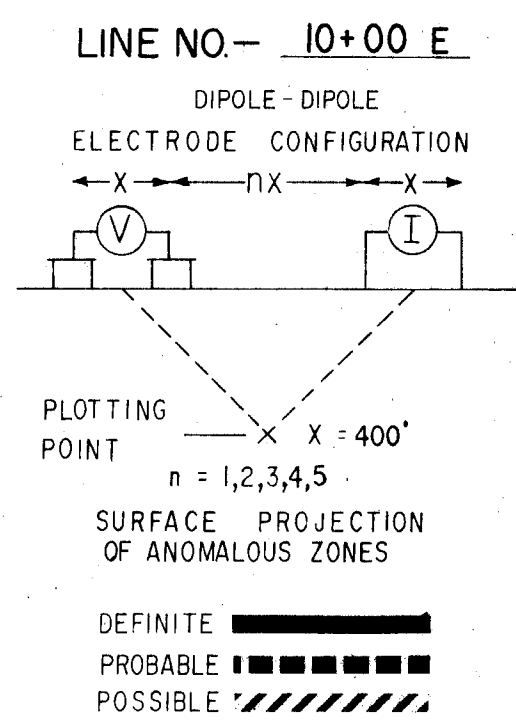 LINE NO.— 10+00 E
DIPOLE - DIPOLE
ELECTRODE CONFIGURATION
X nx X
V I
PLOTTING
POINT
X X = 400'
n = 1,2,3,4,5
SURFACE PROJECTION
OF ANOMALOUS ZONES
DEFINITE
PROBABLE
POSSIBLE